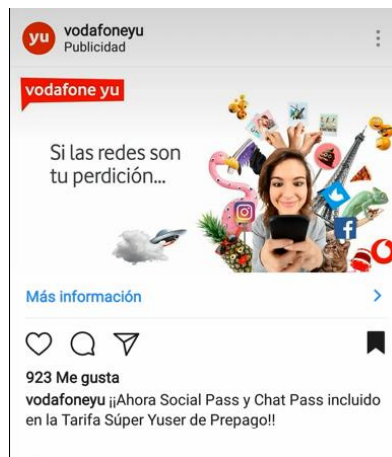 yu
vodafoneyu
Publicidad
vodafone yu
Si las redes son
tu perdición...
Más información
923 Me gusta
vodafoneyu ¡¡Ahora Social Pass y Chat Pass incluido
en la Tarifa Súper Yuser de Prepago!!